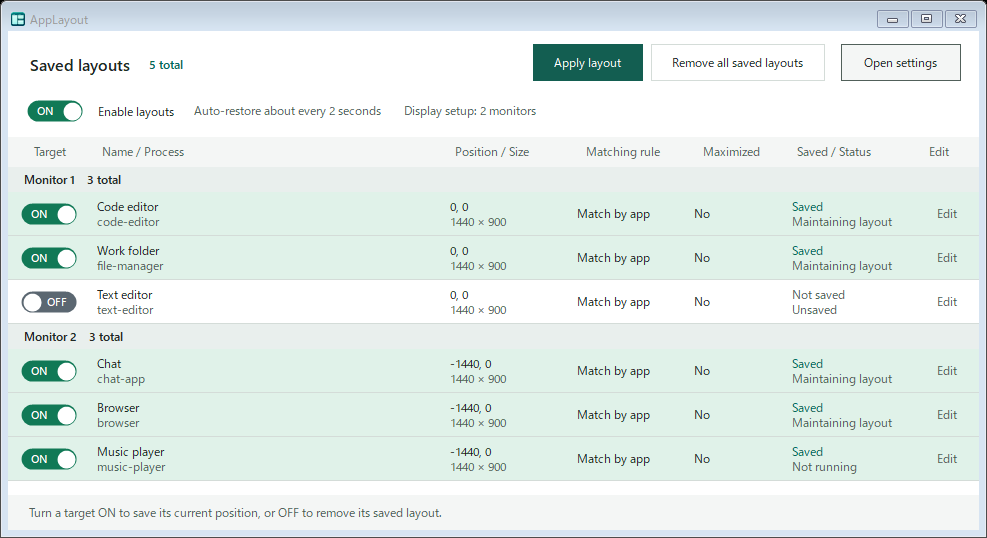 AppLayout
Saved layouts 5 total
Apply layout Remove all saved layouts Open settings
ON Enable layouts Auto-restore about every 2 seconds Display setup: 2 monitors
Target Name / Process Position / Size Matching rule Maximized Saved / Status Edit
Monitor 1 3 total
ON Code editor 0, 0 Match by app No Saved Edit
code-editor 1440 × 900 Maintaining layout
ON Work folder 0, 0 Match by app No Saved Edit
file-manager 1440 × 900 Maintaining layout
OFF Text editor 0, 0 Match by app No Not saved Edit
text-editor 1440 × 900 Unsaved
Monitor 2 3 total
ON Chat -1440, 0 Match by app No Saved Edit
chat-app 1440 × 900 Maintaining layout
ON Browser -1440, 0 Match by app No Saved Edit
browser 1440 × 900 Maintaining layout
ON Music player -1440, 0 Match by app No Saved Edit
music-player 1440 × 900 Not running
Turn a target ON to save its current position, or OFF to remove its saved layout.